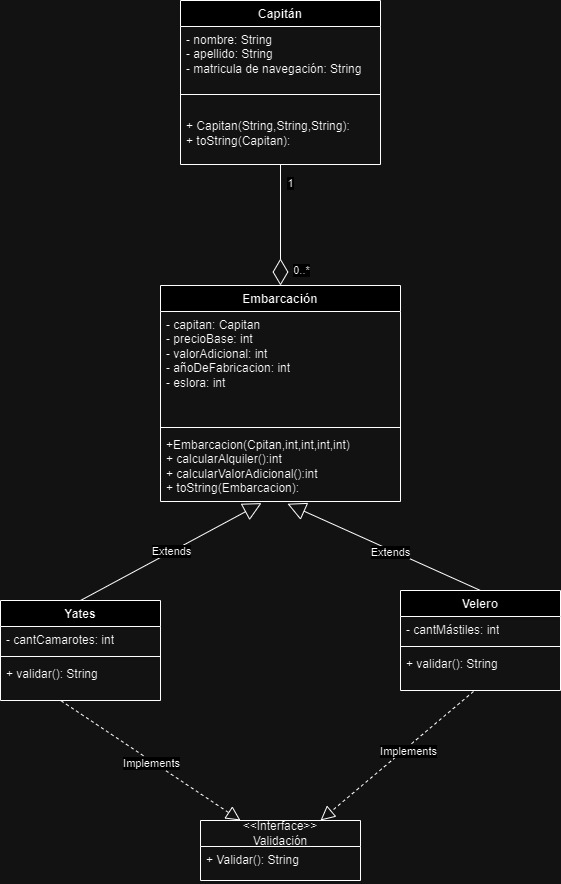 Capitán
- nombre: String
- apellido: String
- matricula de navegación: String
+ Capitan(String,String,String):
+ toString(Capitan):
1
0..*
Embarcación
- capitan: Capitan
- precioBase: int
- valorAdicional: int
- añoDeFabricacion: int
- eslora: int
+Embarcacion(Cpitan,int,int,int,int)
+ calcularAlquiler():int
+ calcularValorAdicional():int
+ toString(Embarcacion):
Extends
Extends
Yates
- cantCamarotes: int
+ validar(): String
Velero
- cantMástiles: int
+ validar(): String
Implements
Implements
<<Interface>>
Validación
+ Validar(): String